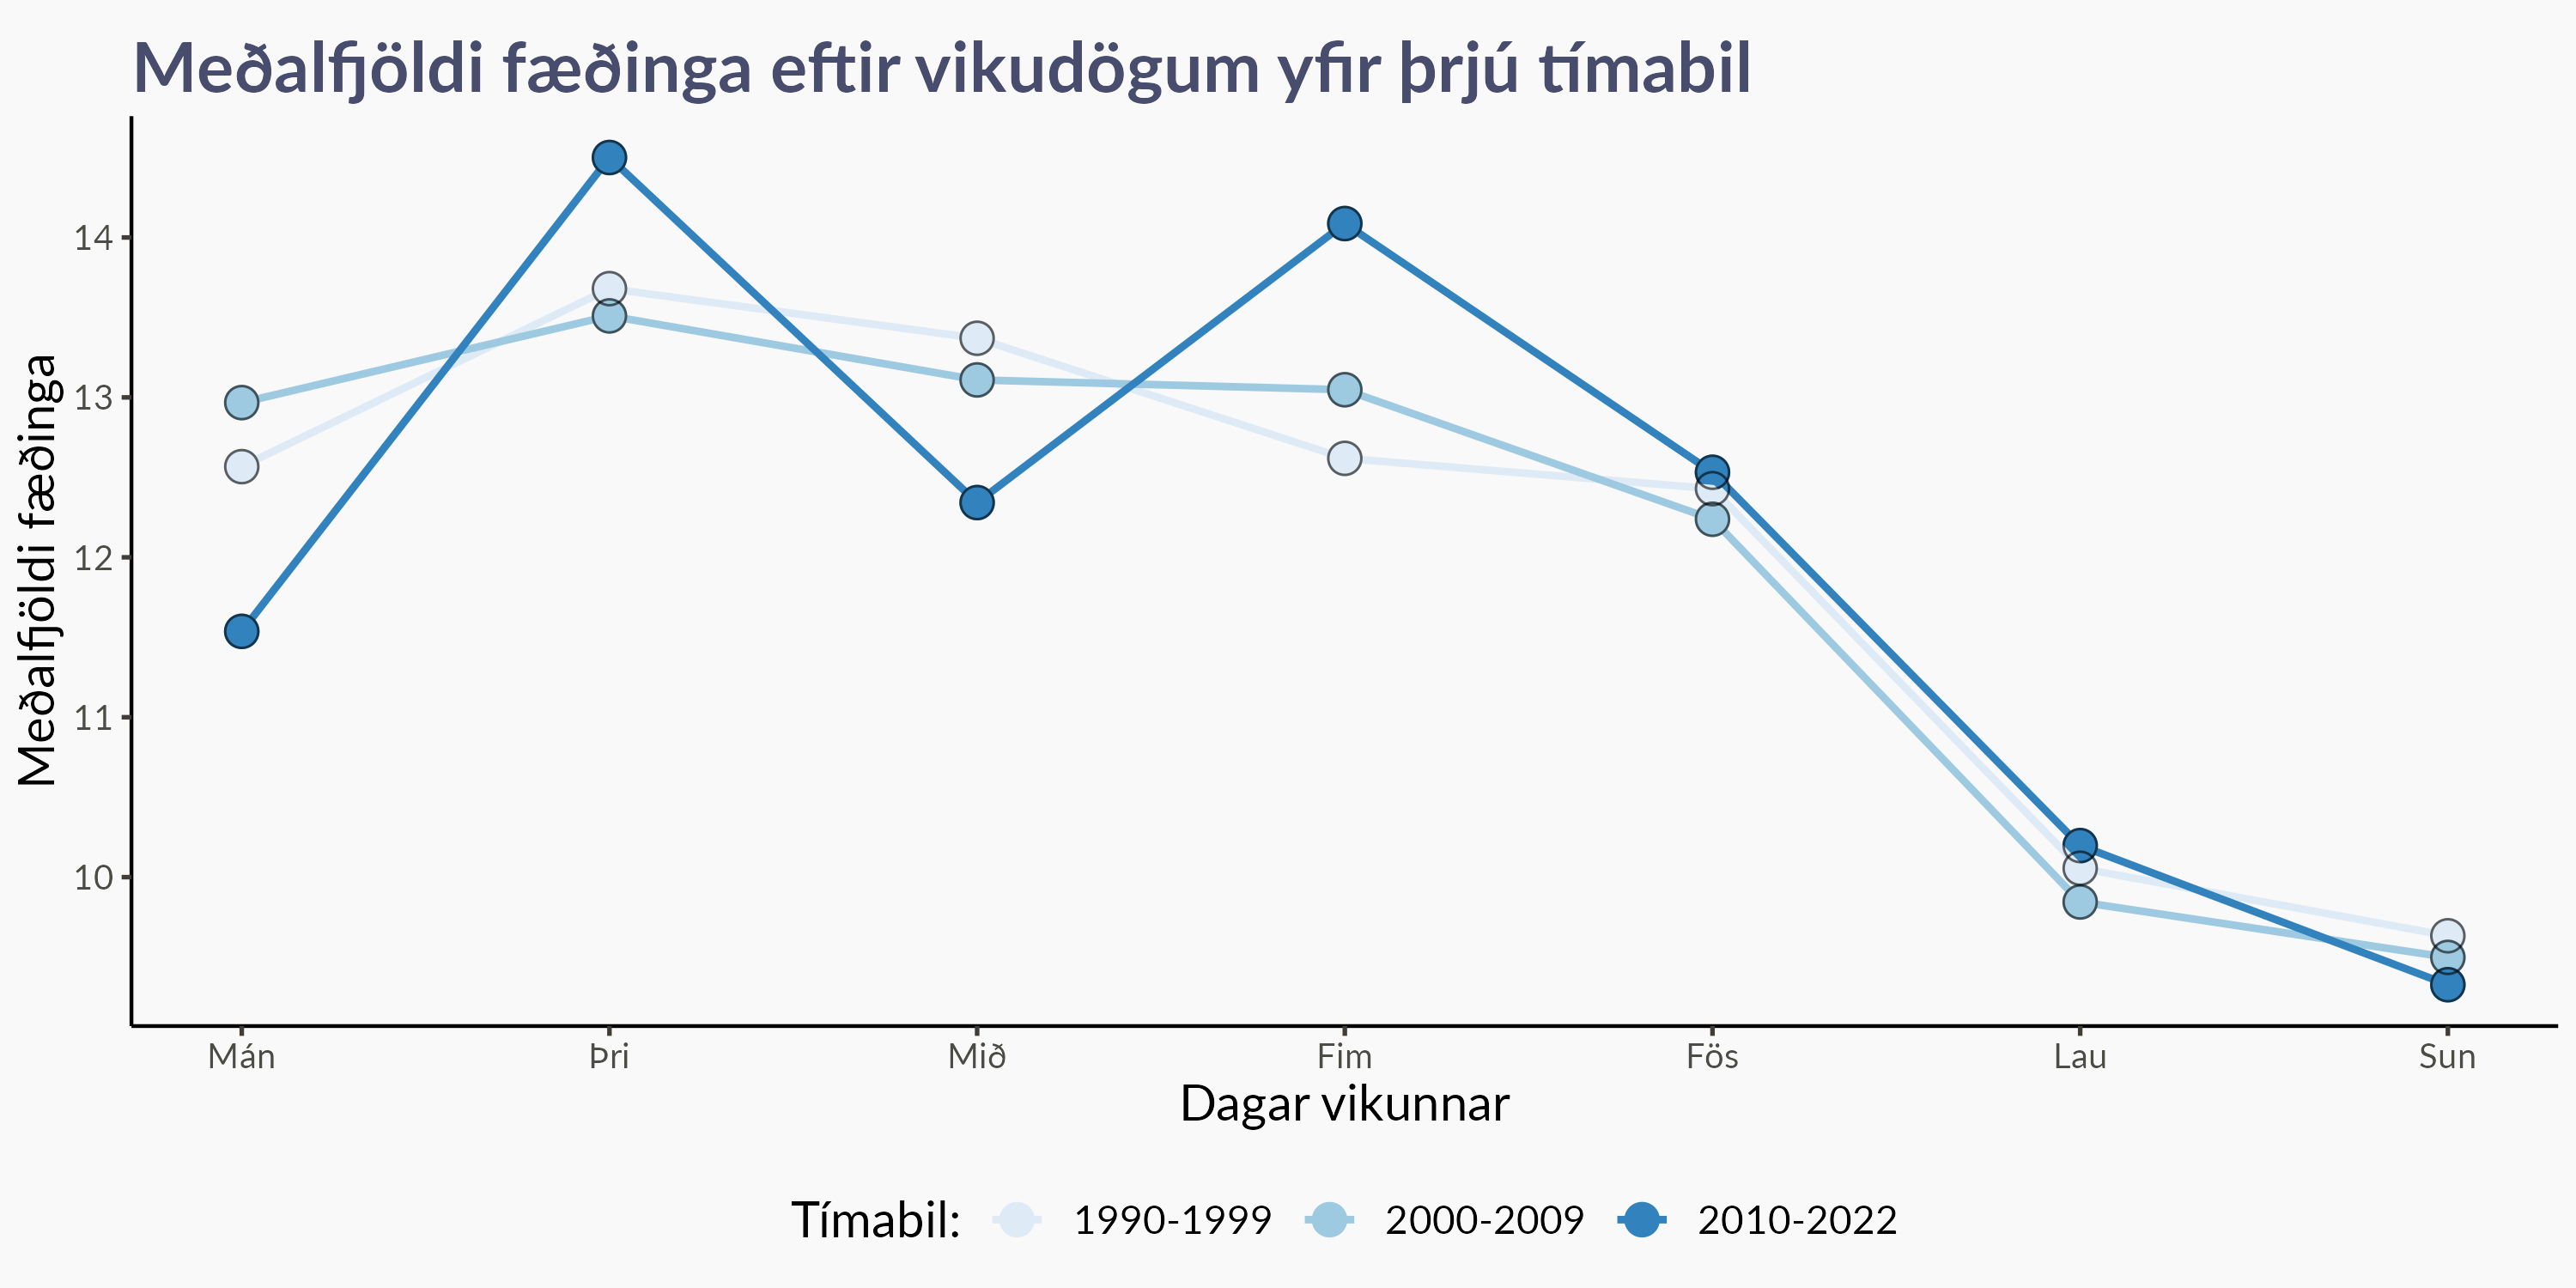 Meðalfjöldi fæðinga eftir vikudögum yfir þrjú tímabil
Meðalfjöldi fæðinga
14
13
12
11
10
Mán Þri Mið Fim Fös Lau Sun
Dagar vikunnar
Tímabil: 1990-1999 2000-2009 2010-2022